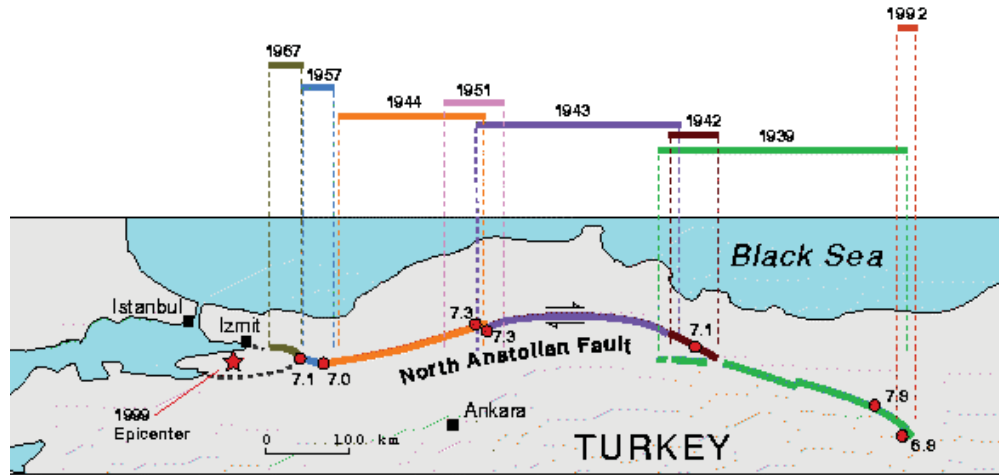 1992
1967
1957
1951
1944
1943
1942
1939
Black Sea
Istanbul
Izmit
7.3
7.3
7.1
North Anatolian Fault
7.1
7.0
7.9
1999
Epicenter
Ankara
0 100 km
6.8
TURKEY